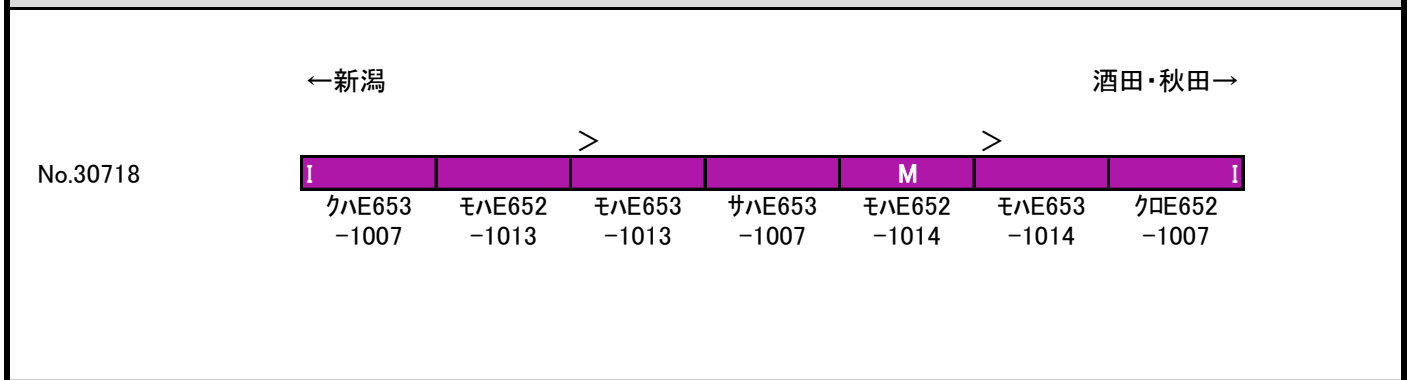 ←新潟 酒田・秋田→
> >
No.30718 I M I
ｸﾊE653 ﾓﾊE652 ﾓﾊE653 ｻﾊE653 ﾓﾊE652 ﾓﾊE653 ｸﾛE652
-1007 -1013 -1013 -1007 -1014 -1014 -1007